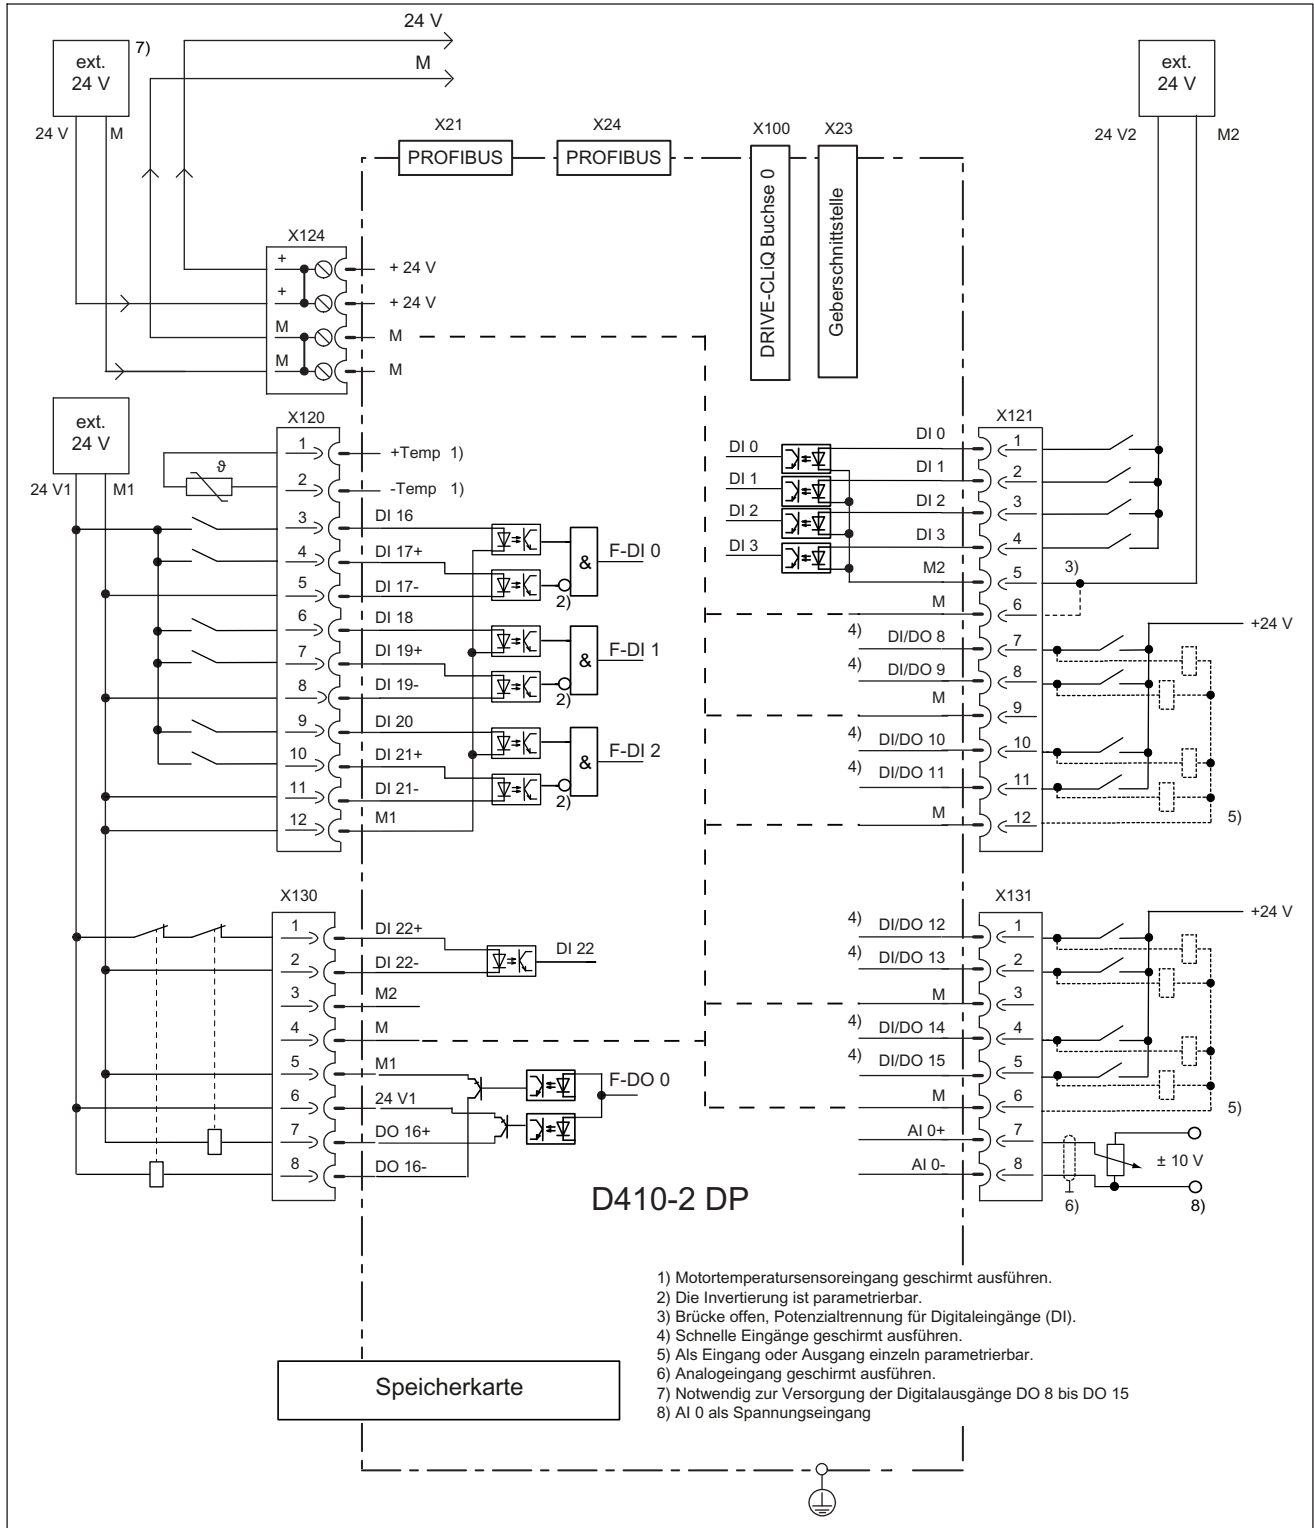 24 V
M
ext.
24 V
7)
24 V
M
ext.
24 V
24 V2
M2
X21
PROFIBUS
X24
PROFIBUS
X100
DRIVE-CLiQ Buchse 0
X23
Geberschnittstelle
X124
+
+ 24 V
+
+ 24 V
M
M
M
M
ext.
24 V
24 V1
M1
X120
1
+Temp 1)
ϑ
2
-Temp 1)
3
DI 16
4
DI 17+
&
F-DI 0
5
DI 17-
2)
6
DI 18
7
DI 19+
&
F-DI 1
8
DI 19-
2)
9
DI 20
10
DI 21+
&
F-DI 2
11
DI 21-
2)
12
M1
X121
DI 0
DI 0
1
DI 1
DI 1
2
DI 2
DI 2
3
DI 3
DI 3
4
M2
5
3)
M
6
+24 V
4)
DI/DO 8
7
4)
DI/DO 9
8
M
9
4)
DI/DO 10
10
4)
DI/DO 11
11
M
12
5)
X130
1
DI 22+
DI 22
2
DI 22-
3
M2
4
M
5
M1
F-DO 0
6
24 V1
7
DO 16+
8
DO 16-
X131
+24 V
4)
DI/DO 12
1
4)
DI/DO 13
2
M
3
4)
DI/DO 14
4
4)
DI/DO 15
5
M
6
5)
AI 0+
7
± 10 V
AI 0-
8
6)
8)
D410-2 DP
1) Motortemperatursensoreingang geschirmt ausführen.
2) Die Invertierung ist parametrierbar.
3) Brücke offen, Potenzialtrennung für Digitaleingänge (DI).
4) Schnelle Eingänge geschirmt ausführen.
5) Als Eingang oder Ausgang einzeln parametrierbar.
6) Analogeingang geschirmt ausführen.
7) Notwendig zur Versorgung der Digitalausgänge DO 8 bis DO 15
8) AI 0 als Spannungseingang
Speicherkarte